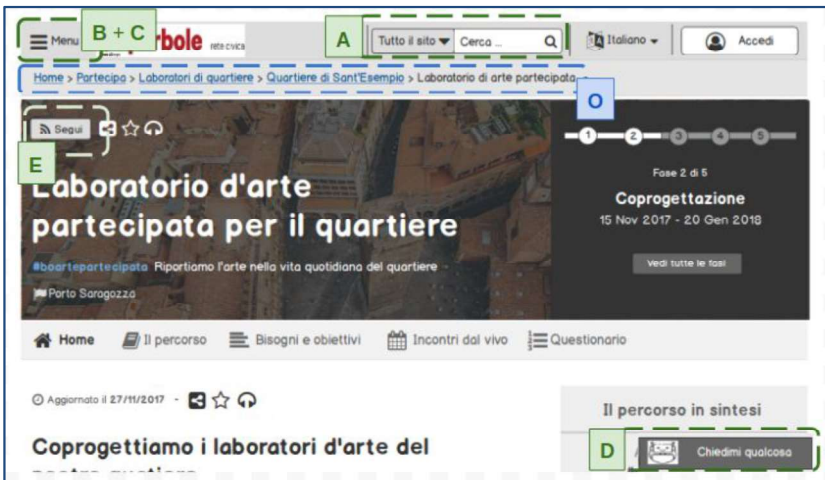 B + C
Menu
rbole rete civica
A
Tutto il sito
Cerca ...
Italiano
Accedi
Home > Partecipa > Laboratori di quartiere > Quartiere di Sant'Esempio > Laboratorio di arte partecipata
O
Segui
E
1 2 3 4 5
Fase 2 di 5
Coprogettazione
15 Nov 2017 - 20 Gen 2018
Vedi tutte le fasi
Laboratorio d'arte
partecipata per il quartiere
#boartepartecipata Riportiamo l'arte nella vita quotidiana del quartiere
Porto Saragozza
Home
Il percorso
Bisogni e obiettivi
Incontri dal vivo
Questionario
Aggiornato il 27/11/2017 -
Il percorso in sintesi
Coprogettiamo i laboratori d'arte del
D
Chiedimi qualcosa